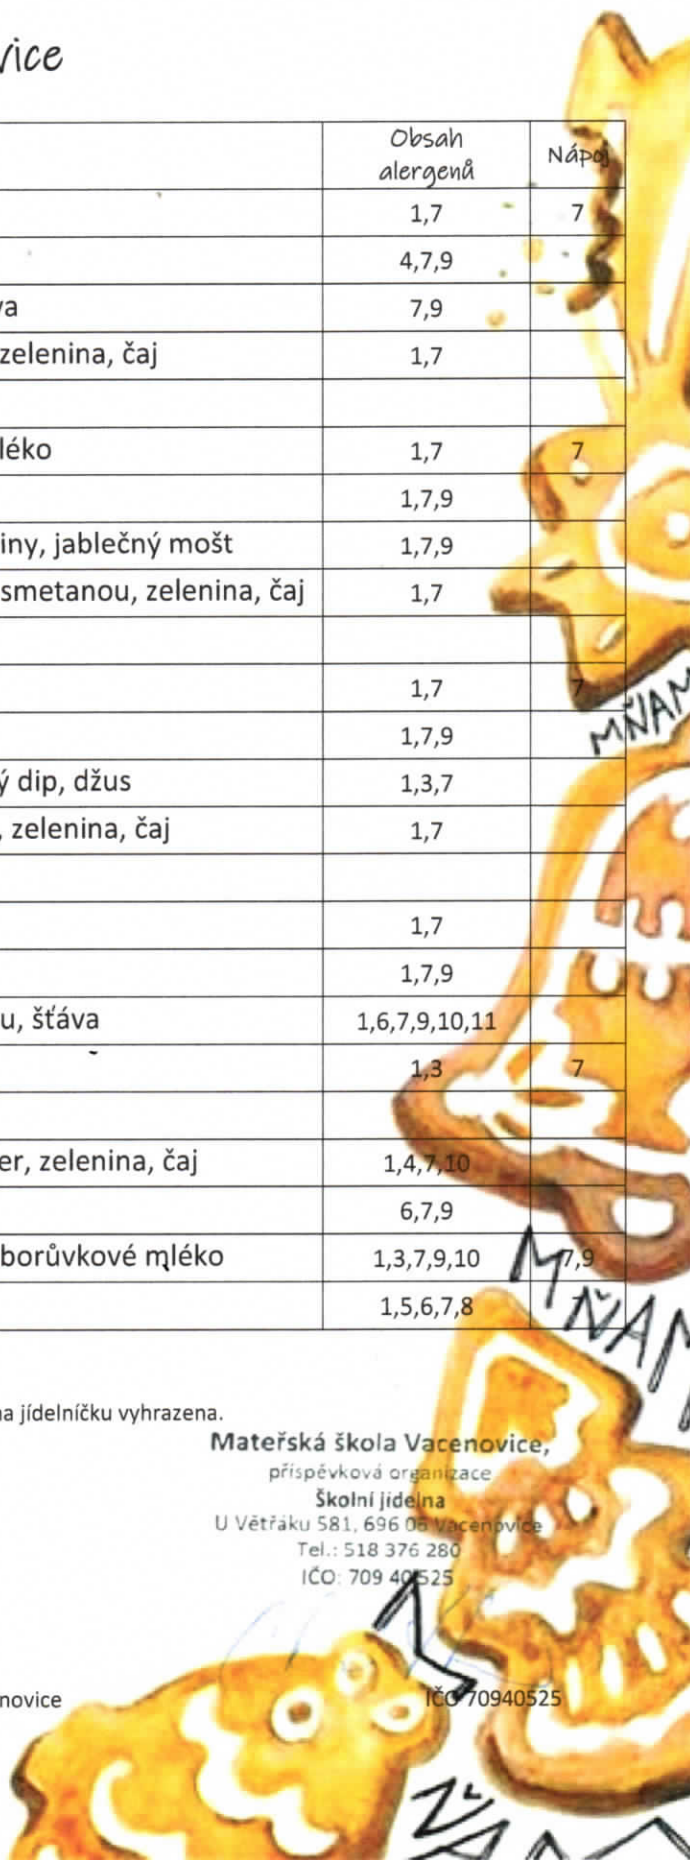 vice
Obsah alergenů Nápoj
1,7 7
4,7,9
va 7,9
zelenina, čaj 1,7
léko 1,7 7
1,7,9
iny, jablečný mošt 1,7,9
smetanou, zelenina, čaj 1,7
1,7 7
1,7,9
ý dip, džus 1,3,7
, zelenina, čaj 1,7
1,7
1,7,9
u, šťáva 1,6,7,9,10,11
1,3 7
er, zelenina, čaj 1,4,7,10
6,7,9
borůvkové mléko 1,3,7,9,10 7,9
1,5,6,7,8
na jídelníčku vyhrazena.
Mateřská škola Vacenovice,
příspěvková organizace
Školní jídelna
U Větřáku 581, 696 06 Vacenovice
Tel.: 518 376 280
IČO: 709 40 525
novice IČO 70940525
MŇAM
MŇAM